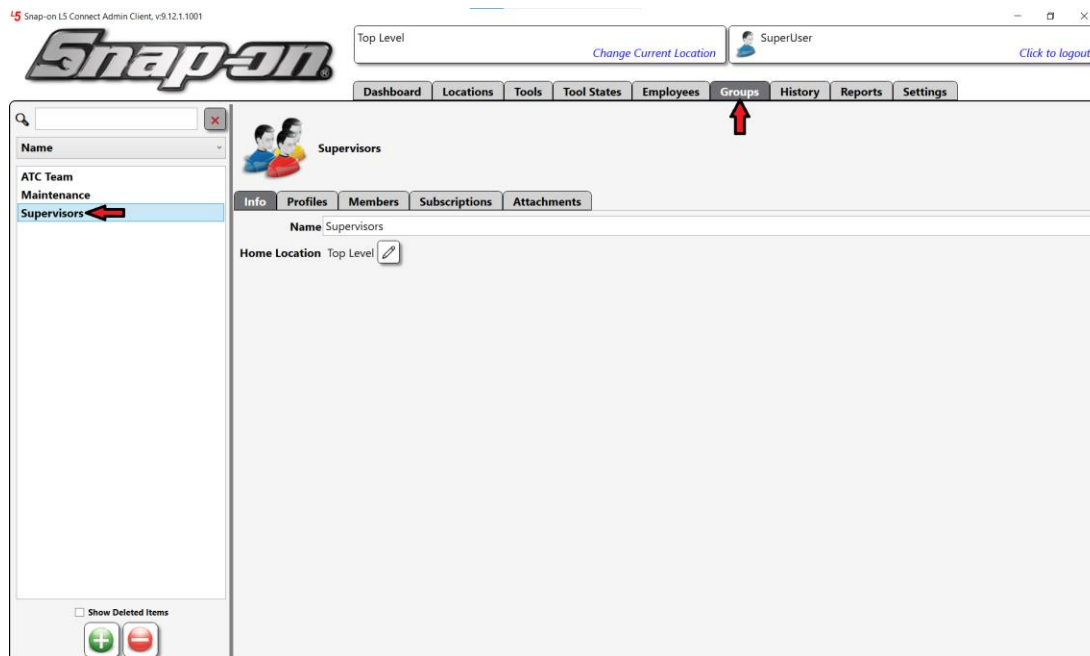 L5 Snap-on L5 Connect Admin Client, v:9.12.1.1001
Snap-on
Top Level
Change Current Location
SuperUser
Click to logout
Dashboard Locations Tools Tool States Employees Groups History Reports Settings
Name
ATC Team
Maintenance
Supervisors
Show Deleted Items
Supervisors
Info Profiles Members Subscriptions Attachments
Name Supervisors
Home Location Top Level